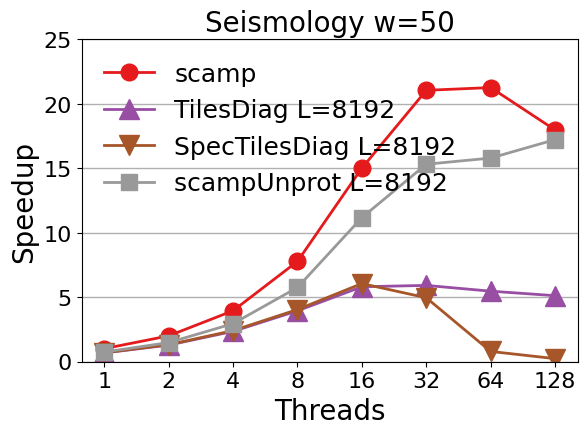 Seismology w=50
25
20
15
10
5
0
Speedup
scamp
TilesDiag L=8192
SpecTilesDiag L=8192
scampUnprot L=8192
1 2 4 8 16 32 64 128
Threads